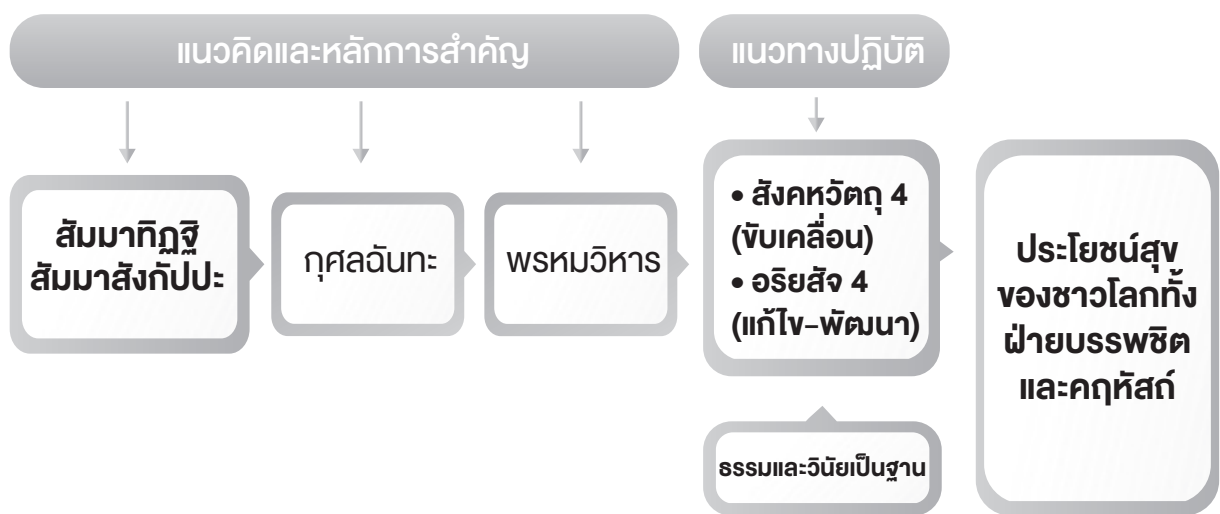 แนวคิดและหลักการสำคัญ
แนวทางปฏิบัติ
สัมมาทิฏฐิ
สัมมาสังกัปปะ
กุศลฉันทะ
พรหมวิหาร
• สังคหวัตถุ 4
(ขับเคลื่อน)
• อริยสัจ 4
(แก้ไข-พัฒนา)
ประโยชน์สุข
ของชาวโลกทั้ง
ฝ่ายบรรพชิต
และคฤหัสถ์
ธรรมและวินัยเป็นฐาน